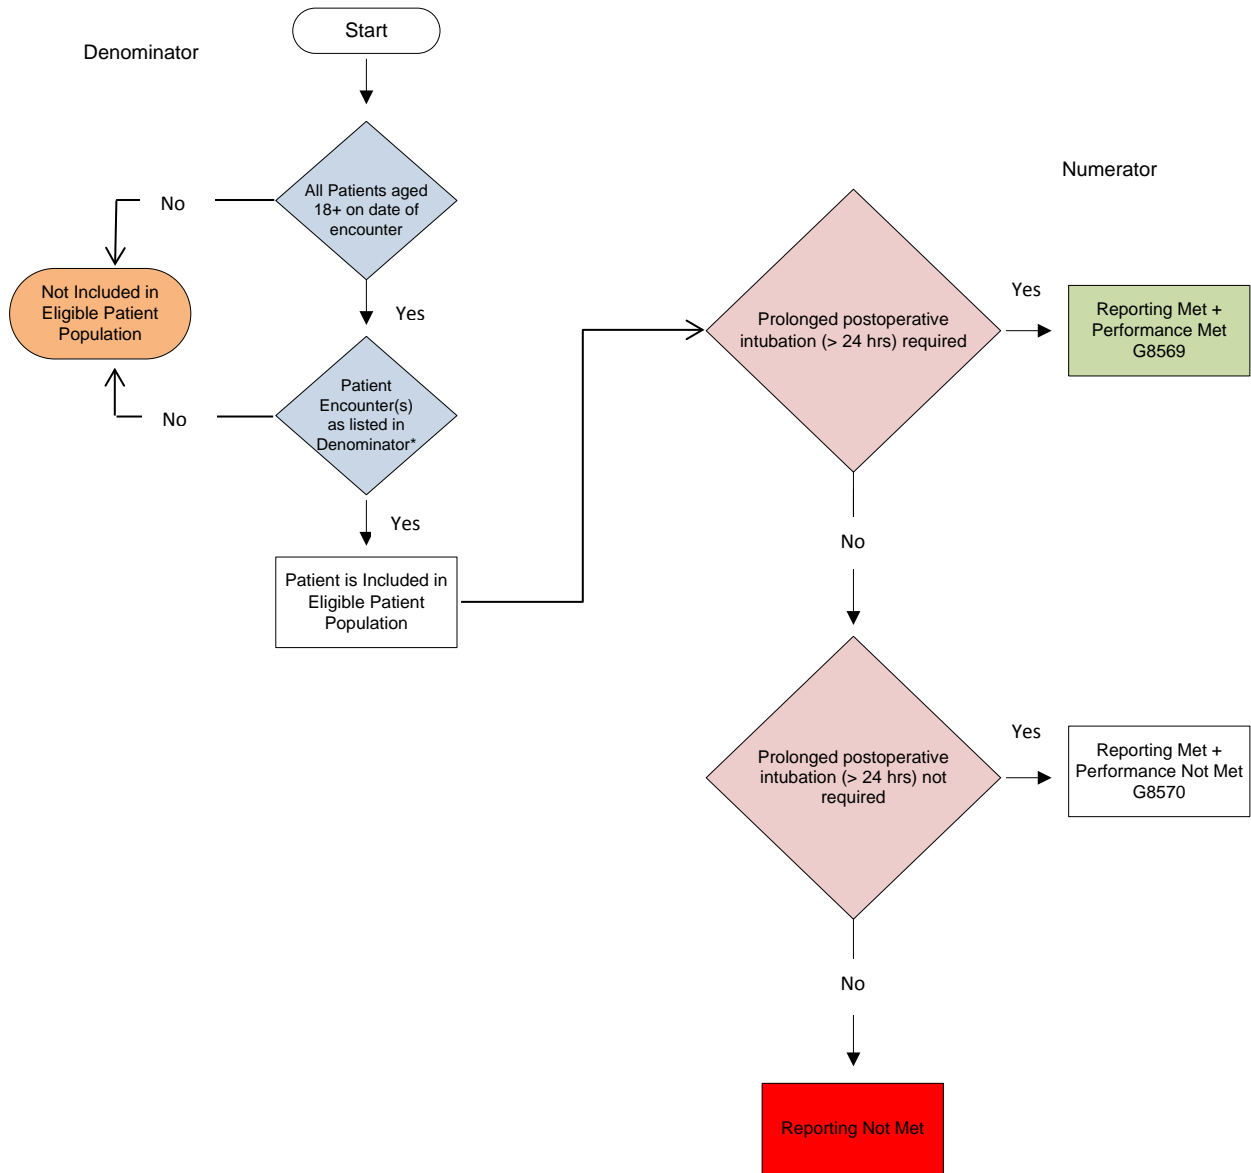 Start
Denominator
All Patients aged
18+ on date of
encounter
No
Not Included in
Eligible Patient
Population
Yes
Patient
Encounter(s)
as listed in
Denominator*
No
Yes
Patient is Included in
Eligible Patient
Population
Numerator
Prolonged postoperative
intubation (> 24 hrs) required
Yes
Reporting Met +
Performance Met
G8569
No
Prolonged postoperative
intubation (> 24 hrs) not
required
Yes
Reporting Met +
Performance Not Met
G8570
No
Reporting Not Met